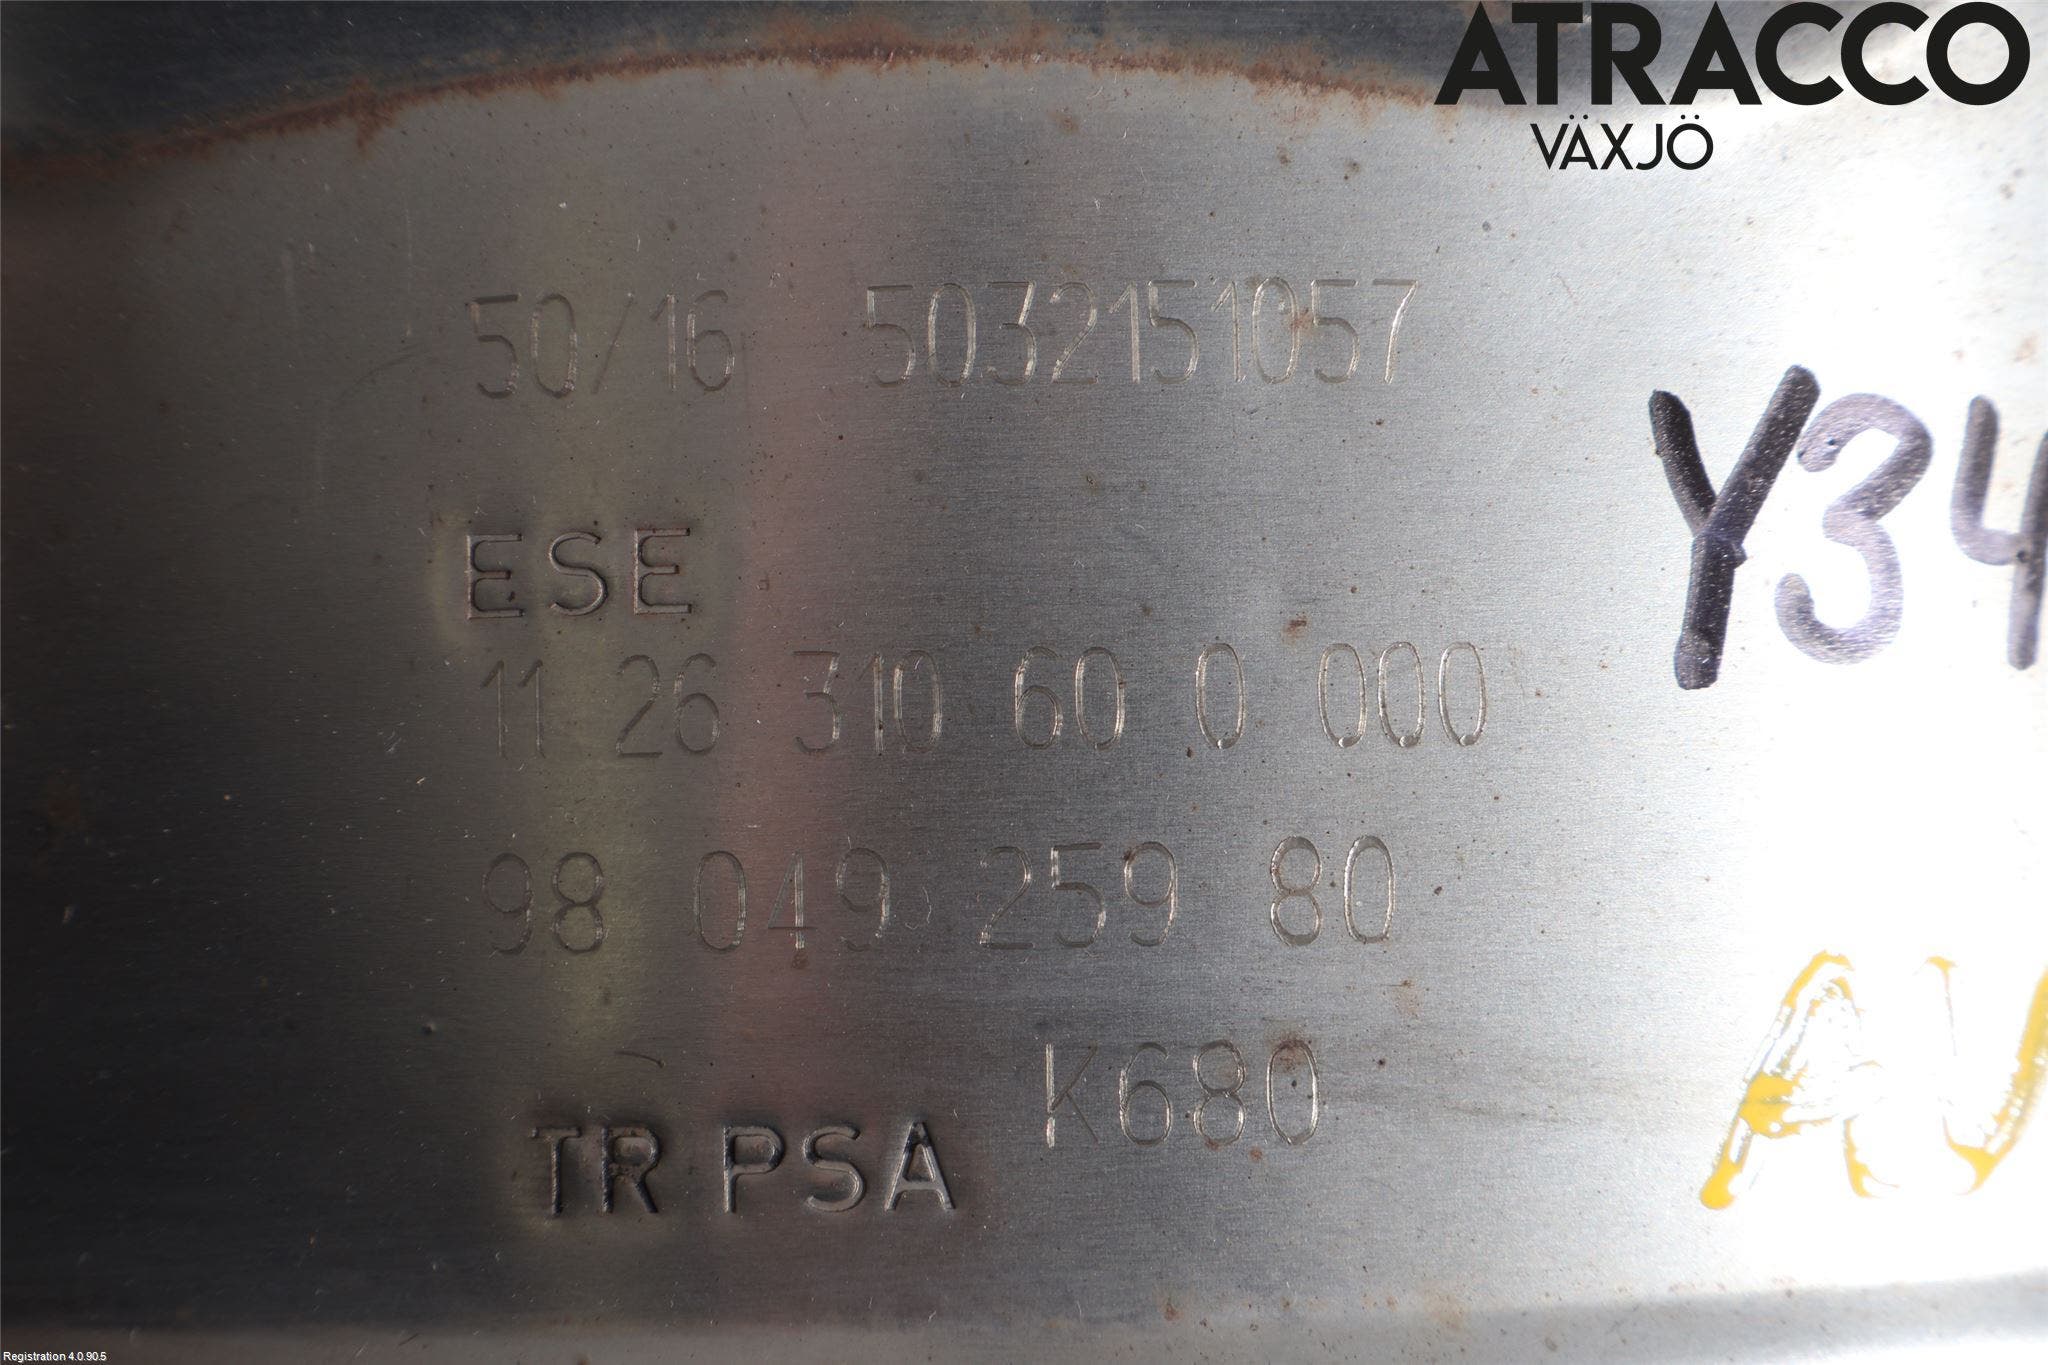 ATRACCO
VÄXJÖ
50/16 5032151057
Y34
ESE
11 26 310 60 0 000
98 049 259 80
K680
TR PSA
Registration 4.0.90.5